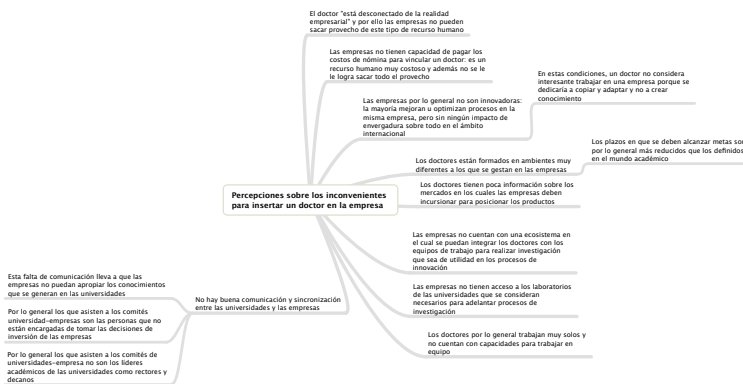 El doctor "está desconectado de la realidad
empresarial" y por ello las empresas no pueden
sacar provecho de este tipo de recurso humano
Las empresas no tienen capacidad de pagar los
costos de nómina para vincular un doctor: es un
recurso humano muy costoso y además no se le
le logra sacar todo el provecho
Las empresas por lo general no son innovadoras:
la mayoría mejoran u optimizan procesos en la
misma empresa, pero sin ningún impacto de
envergadura sobre todo en el ámbito
internacional
En estas condiciones, un doctor no considera
interesante trabajar en una empresa porque se
dedicaría a copiar y adaptar y no a crear
conocimiento
Los doctores están formados en ambientes muy
diferentes a los que se gestan en las empresas
Los plazos en que se deben alcanzar metas son
por lo general más reducidos que los definidos
en el mundo académico
Percepciones sobre los inconvenientes
para insertar un doctor en la empresa
Los doctores tienen poca información sobre los
mercados en los cuales las empresas deben
incursionar para posicionar los productos
Las empresas no cuentan con una ecosistema en
el cual se puedan integrar los doctores con los
equipos de trabajo para realizar investigación
que sea de utilidad en los procesos de
innovación
Las empresas no tienen acceso a los laboratorios
de las universidades que se consideran
necesarios para adelantar procesos de
investigación
Los doctores por lo general trabajan muy solos y
no cuentan con capacidades para trabajar en
equipo
No hay buena comunicación y sincronización
entre las universidades y las empresas
Esta falta de comunicación lleva a que las
empresas no puedan apropiar los conocimientos
que se generan en las universidades
Por lo general los que asisten a los comités
universidad-empresas son las personas que no
están encargadas de tomar las decisiones de
inversión de las empresas
Por lo general los que asisten a los comités de
universidades-empresa no son los líderes
académicos de las universidades como rectores y
decanos